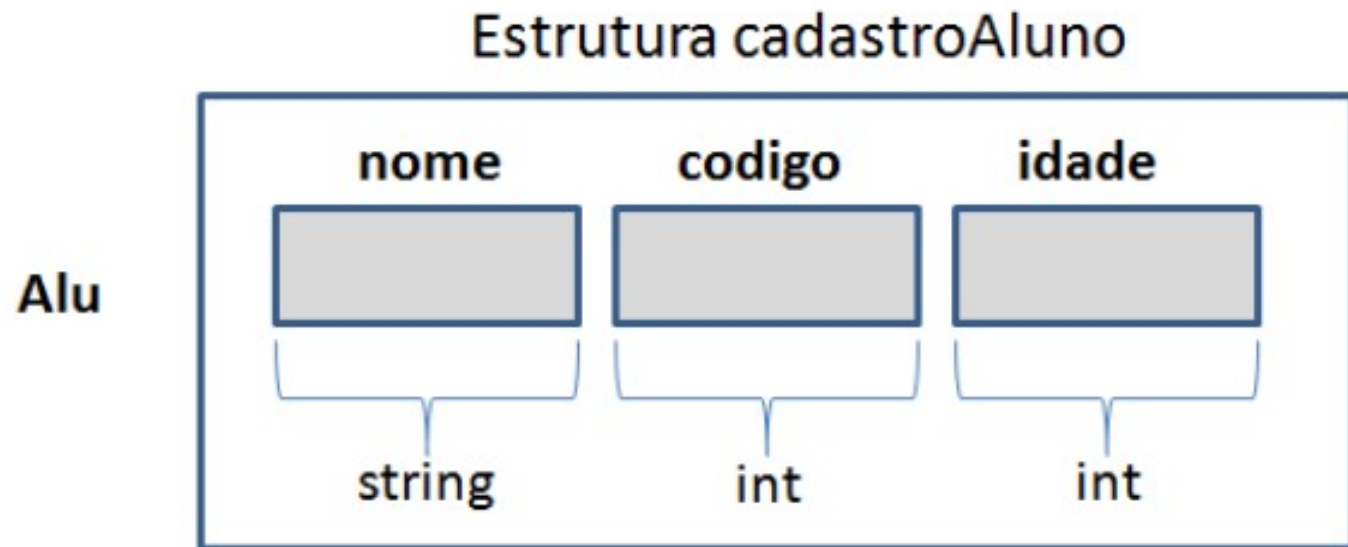 Estrutura cadastroAluno
nome codigo idade
Alu
string int int